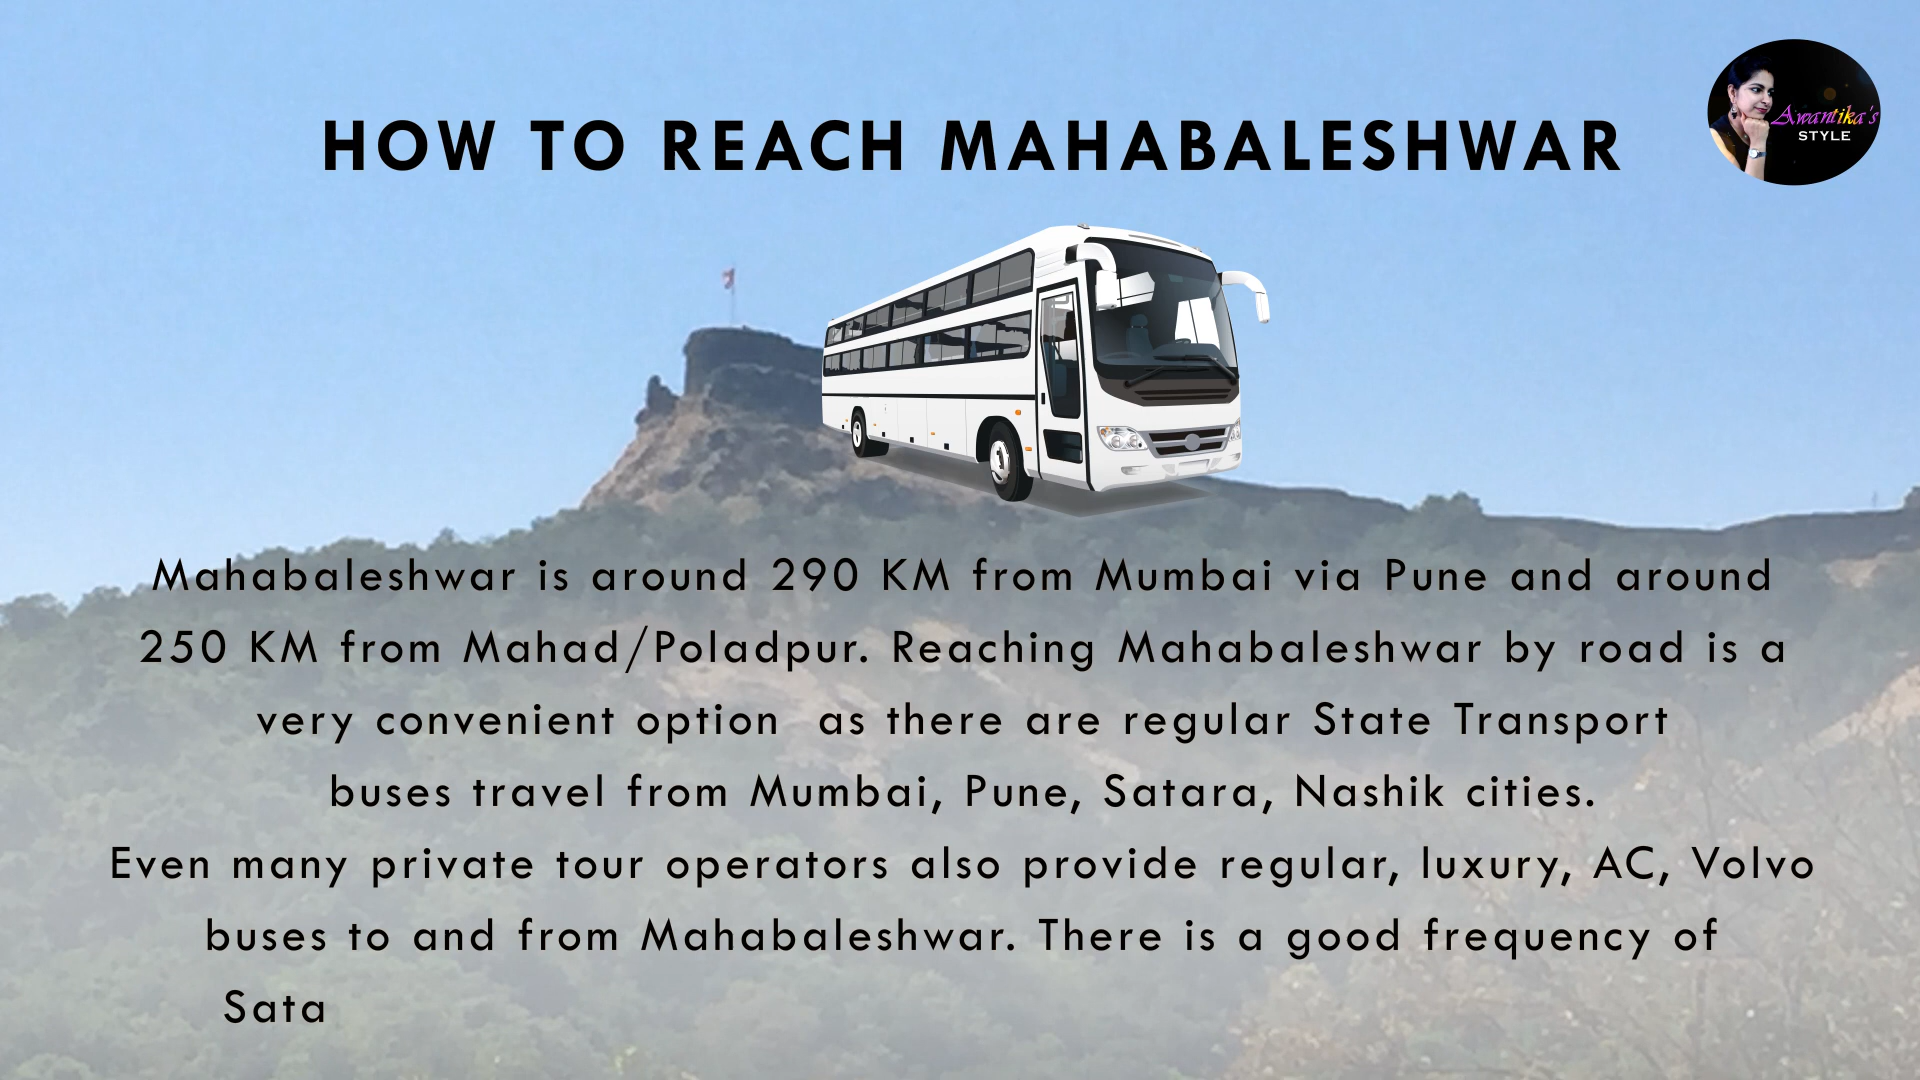 Awantika's
STYLE
HOW TO REACH MAHABALESHWAR
Mahabaleshwar is around 290 KM from Mumbai via Pune and around
250 KM from Mahad/Poladpur. Reaching Mahabaleshwar by road is a
very convenient option  as there are regular State Transport
buses travel from Mumbai, Pune, Satara, Nashik cities.
Even many private tour operators also provide regular, luxury, AC, Volvo
buses to and from Mahabaleshwar. There is a good frequency of
Sata